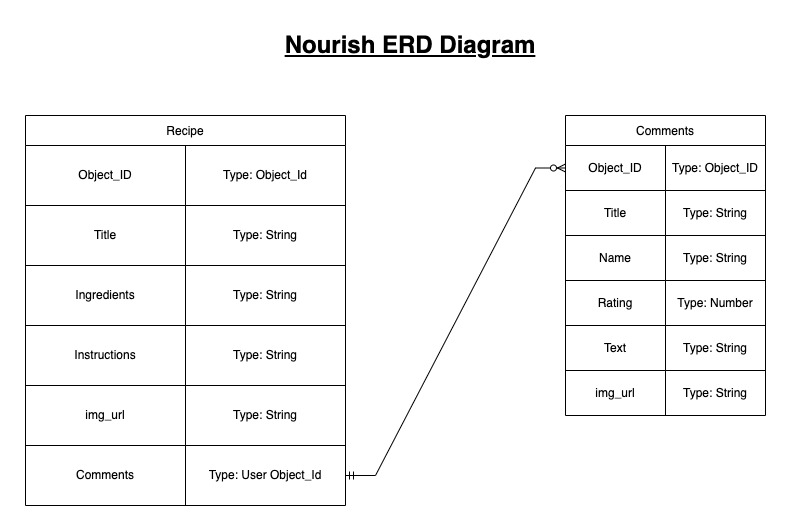 Nourish ERD Diagram
Recipe
Object_ID Type: Object_Id
Title Type: String
Ingredients Type: String
Instructions Type: String
img_url Type: String
Comments Type: User Object_Id
Comments
Object_ID Type: Object_ID
Title Type: String
Name Type: String
Rating Type: Number
Text Type: String
img_url Type: String